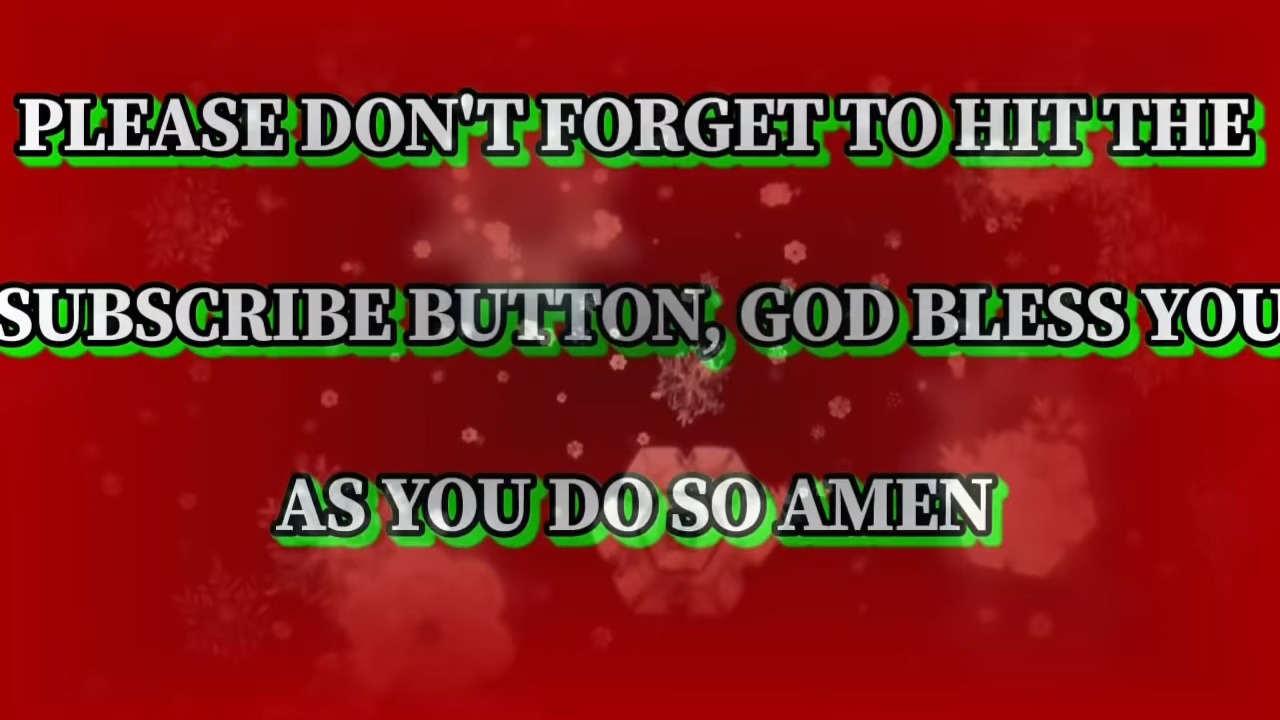 PLEASE DON'T FORGET TO HIT THE
SUBSCRIBE BUTTON, GOD BLESS YOU
AS YOU DO SO AMEN